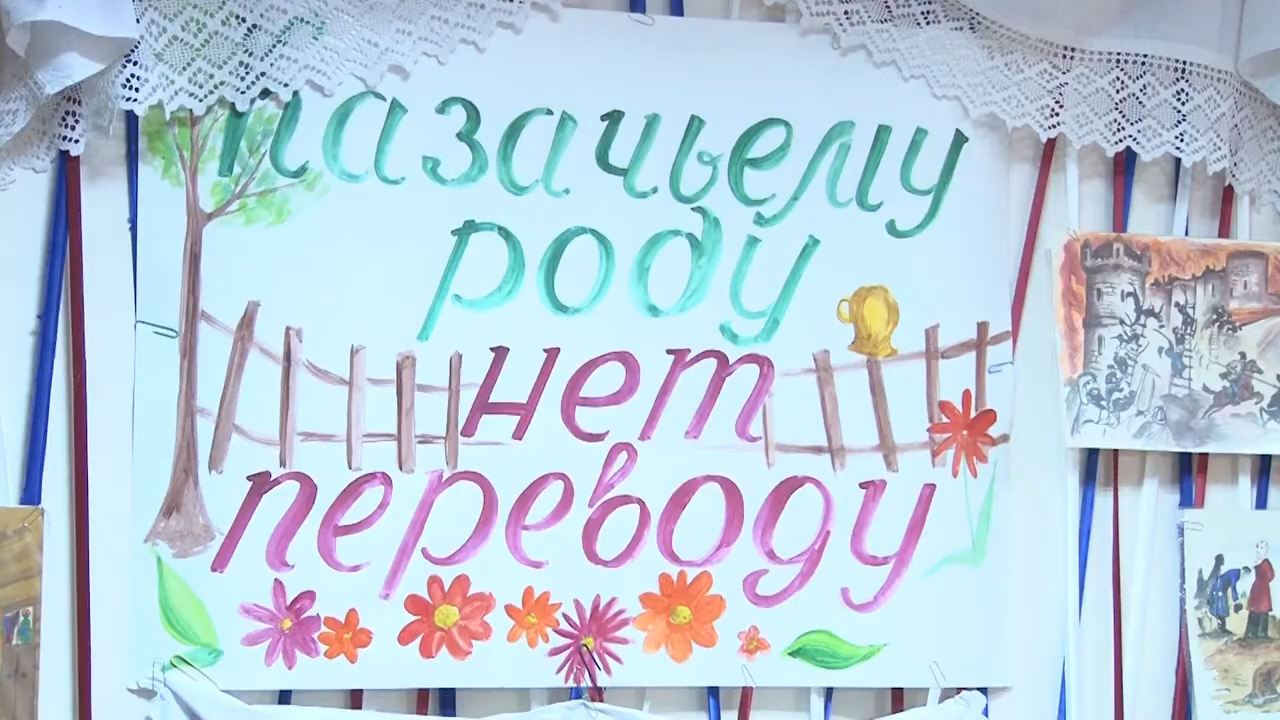 казачьему
роду
нет
переводу